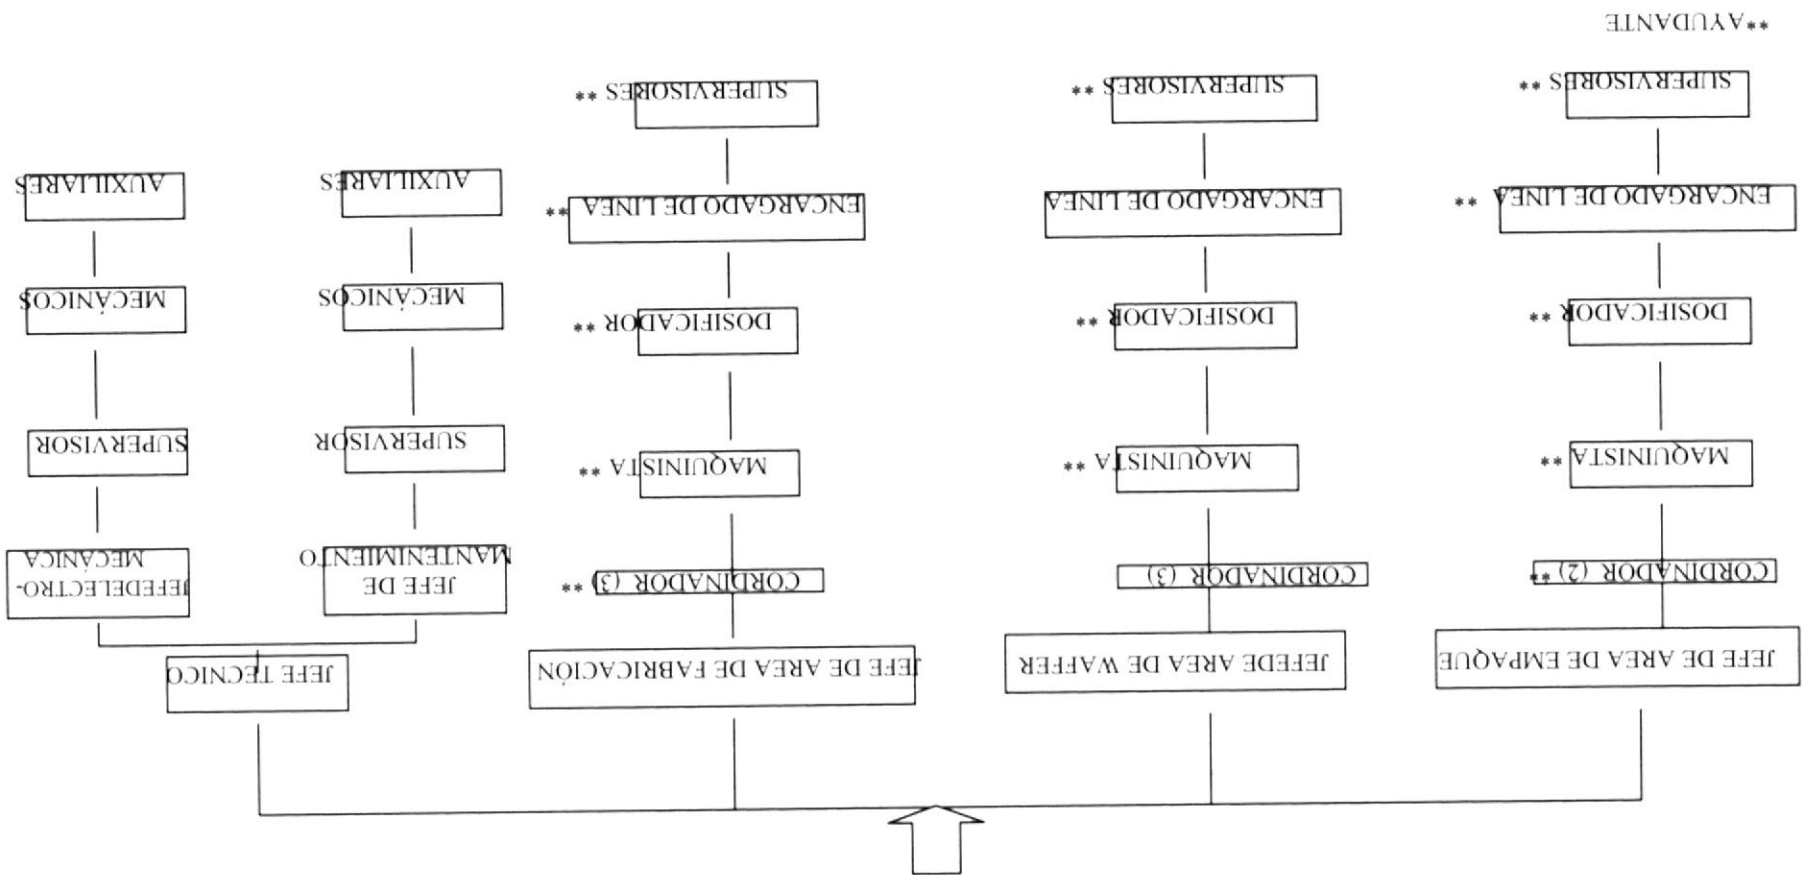 JEFE DE AREA DE EMPAQUE
JEFEDE AREA DE WAFFER
JEFE DE AREA DE FABRICACIÓN
JEFE TECNICO
CORDINADOR (2) **
CORDINADOR (3)
CORDINADOR (3) **
JEFE DE
MANTENIMIENTO
JEFEDELECTRO-
MECÁNICA
MAQUINISTA **
MAQUINISTA **
MAQUINISTA **
SUPERVISOR
SUPERVISOR
DOSIFICADOR **
DOSIFICADOR **
DOSIFICADOR **
MECÁNICOS
MECÁNICOS
ENCARGADO DE LINEA **
ENCARGADO DE LINEA
ENCARGADO DE LINEA **
AUXILIARES
AUXILIARES
SUPERVISORES **
SUPERVISORES **
SUPERVISORES **
**AYUDANTE